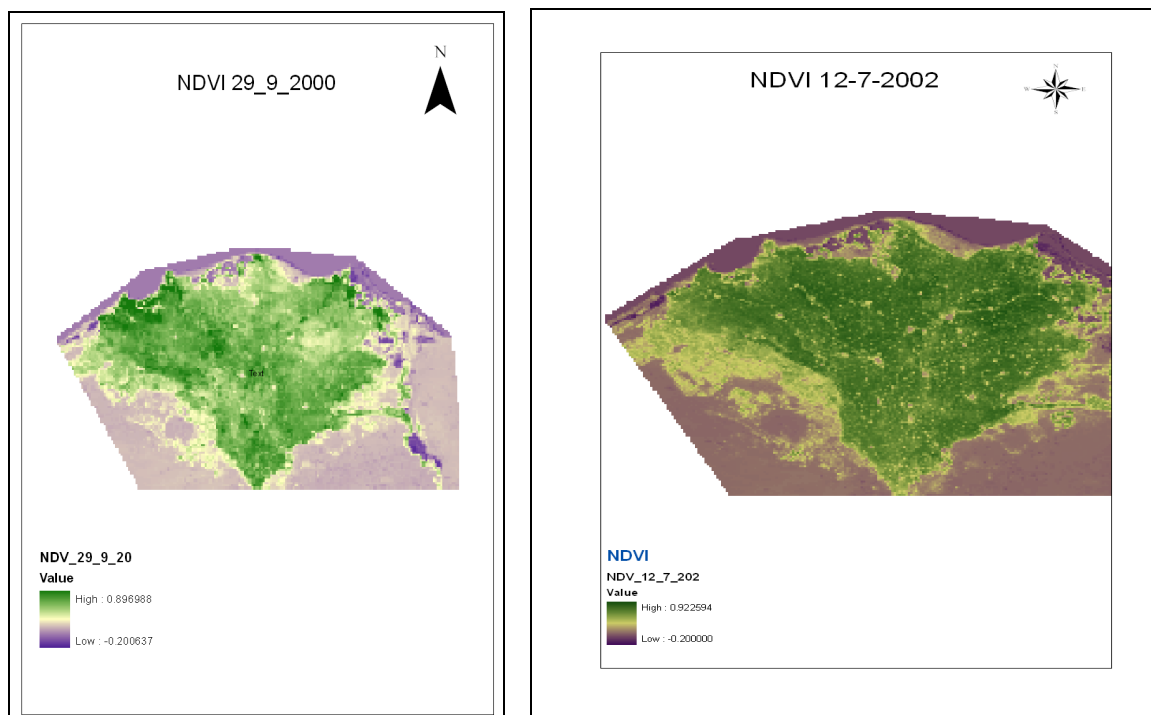 N
NDVI 29_9_2000
Text
NDV_29_9_20
Value
High : 0.896988
Low : -0.200637
NDVI 12-7-2002
N
W E
S
NDVI
NDV_12_7_202
Value
High : 0.922594
Low : -0.200000